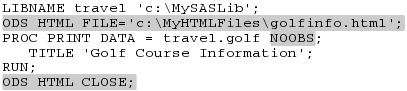 LIBNAME travel 'c:\MySASLib';
ODS HTML FILE='c:\MyHTMLFiles\golfinfo.html';
PROC PRINT DATA = travel.golf NOOBS;
   TITLE 'Golf Course Information';
RUN;
ODS HTML CLOSE;